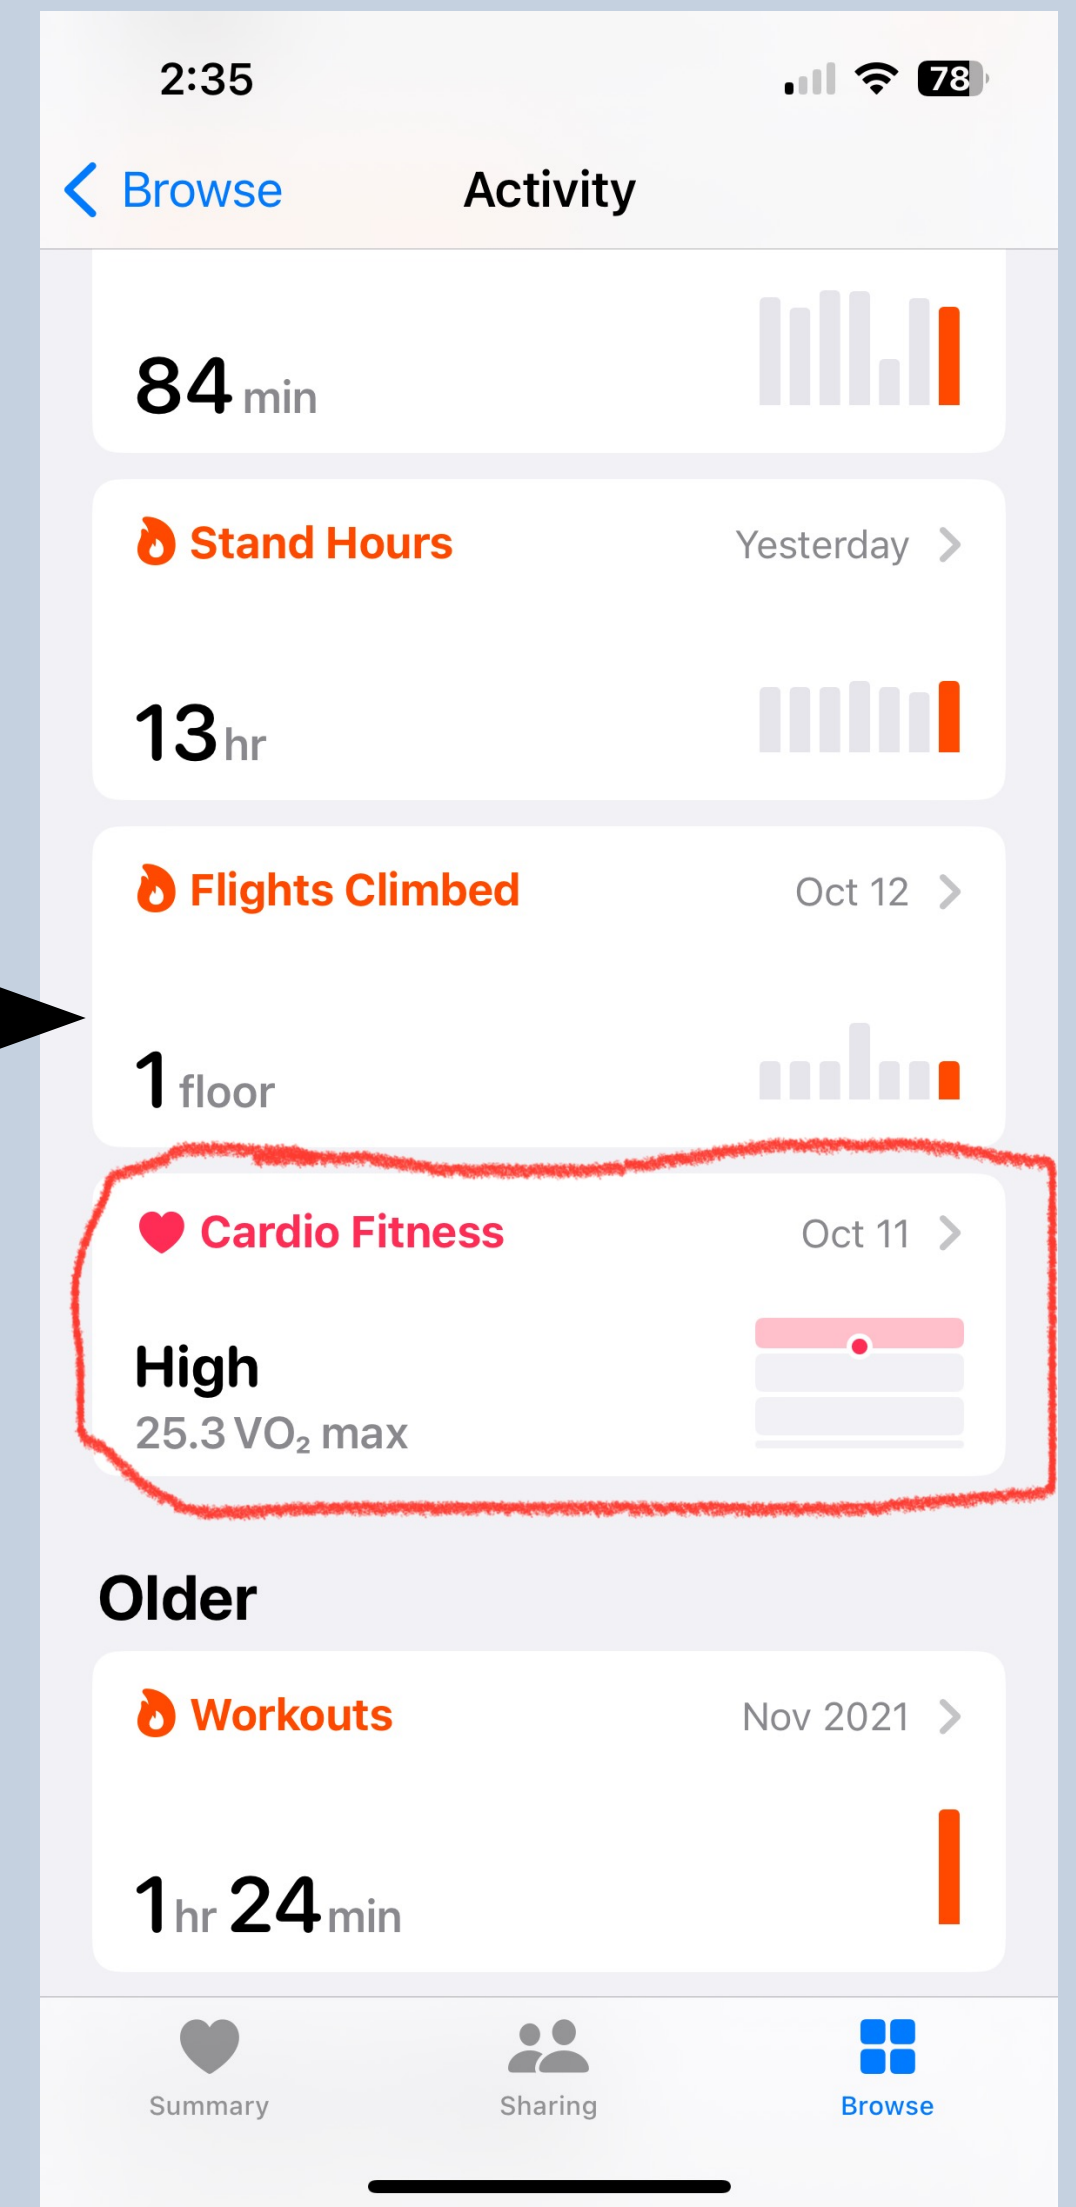 2:35 78
Browse Activity
84 min
Stand Hours Yesterday
13 hr
Flights Climbed Oct 12
1 floor
Cardio Fitness Oct 11
High
25.3 VO₂ max
Older
Workouts Nov 2021
1 hr 24 min
Summary Sharing Browse